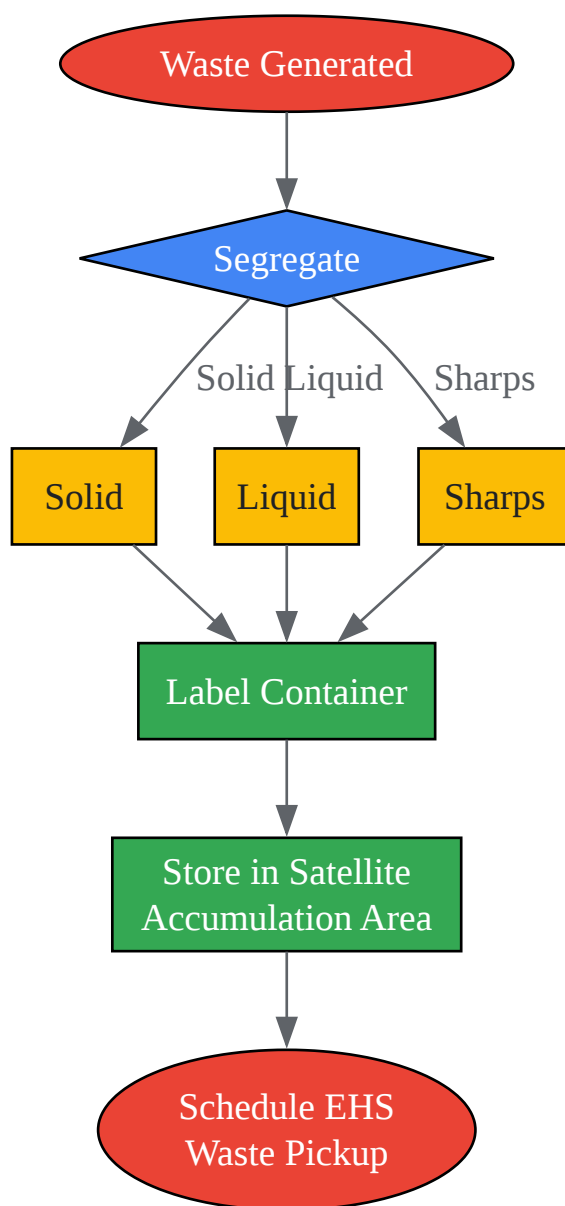 Waste Generated
Segregate
Solid
Liquid
Sharps
Solid
Liquid
Sharps
Label Container
Store in Satellite
Accumulation Area
Schedule EHS
Waste Pickup